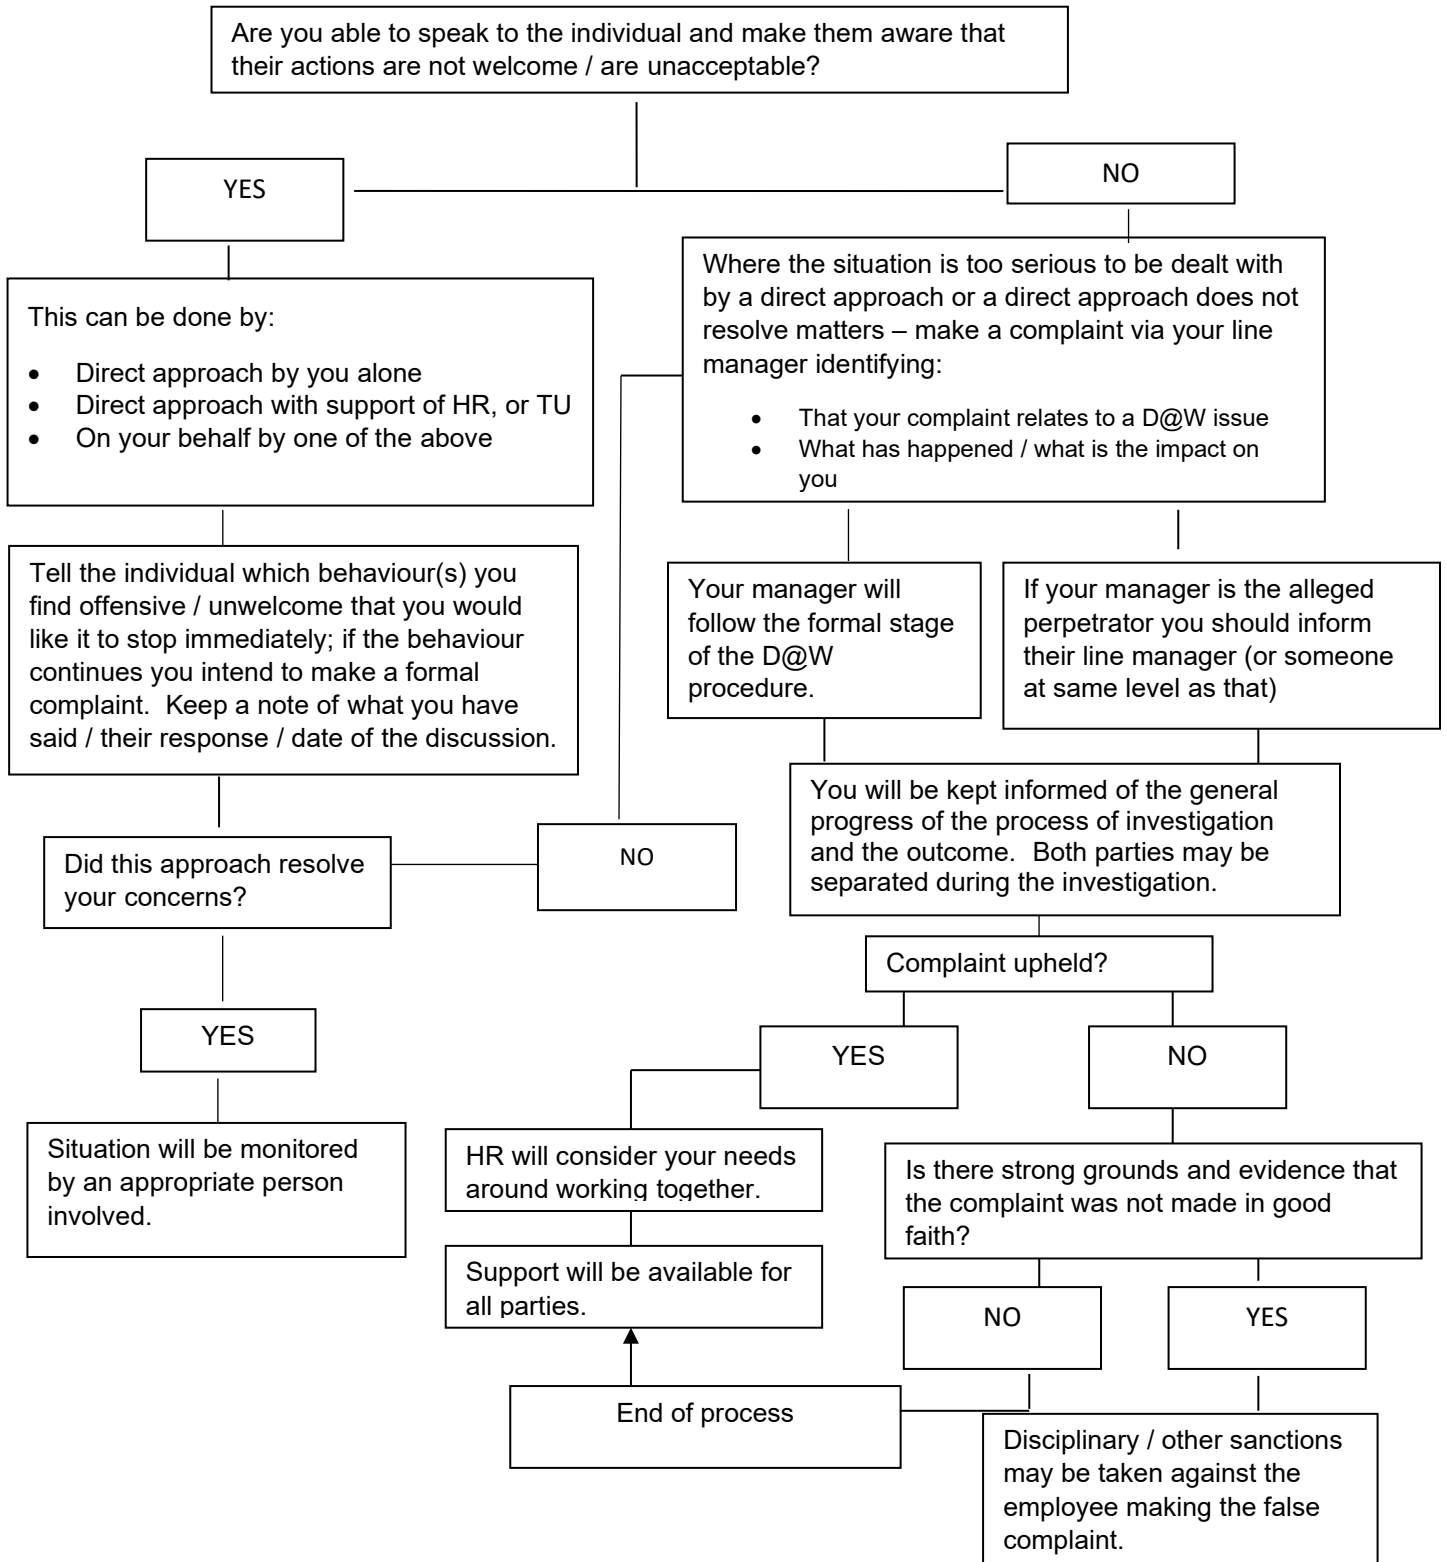 Are you able to speak to the individual and make them aware that
their actions are not welcome / are unacceptable?
YES
NO
This can be done by:
• Direct approach by you alone
• Direct approach with support of HR, or TU
• On your behalf by one of the above
Where the situation is too serious to be dealt with
by a direct approach or a direct approach does not
resolve matters – make a complaint via your line
manager identifying:
• That your complaint relates to a D@W issue
• What has happened / what is the impact on
you
Tell the individual which behaviour(s) you
find offensive / unwelcome that you would
like it to stop immediately; if the behaviour
continues you intend to make a formal
complaint.  Keep a note of what you have
said / their response / date of the discussion.
Your manager will
follow the formal stage
of the D@W
procedure.
If your manager is the alleged
perpetrator you should inform
their line manager (or someone
at same level as that)
Did this approach resolve
your concerns?
NO
You will be kept informed of the general
progress of the process of investigation
and the outcome.  Both parties may be
separated during the investigation.
Complaint upheld?
YES
YES
NO
Situation will be monitored
by an appropriate person
involved.
HR will consider your needs
around working together.
Is there strong grounds and evidence that
the complaint was not made in good
faith?
Support will be available for
all parties.
NO
YES
End of process
Disciplinary / other sanctions
may be taken against the
employee making the false
complaint.